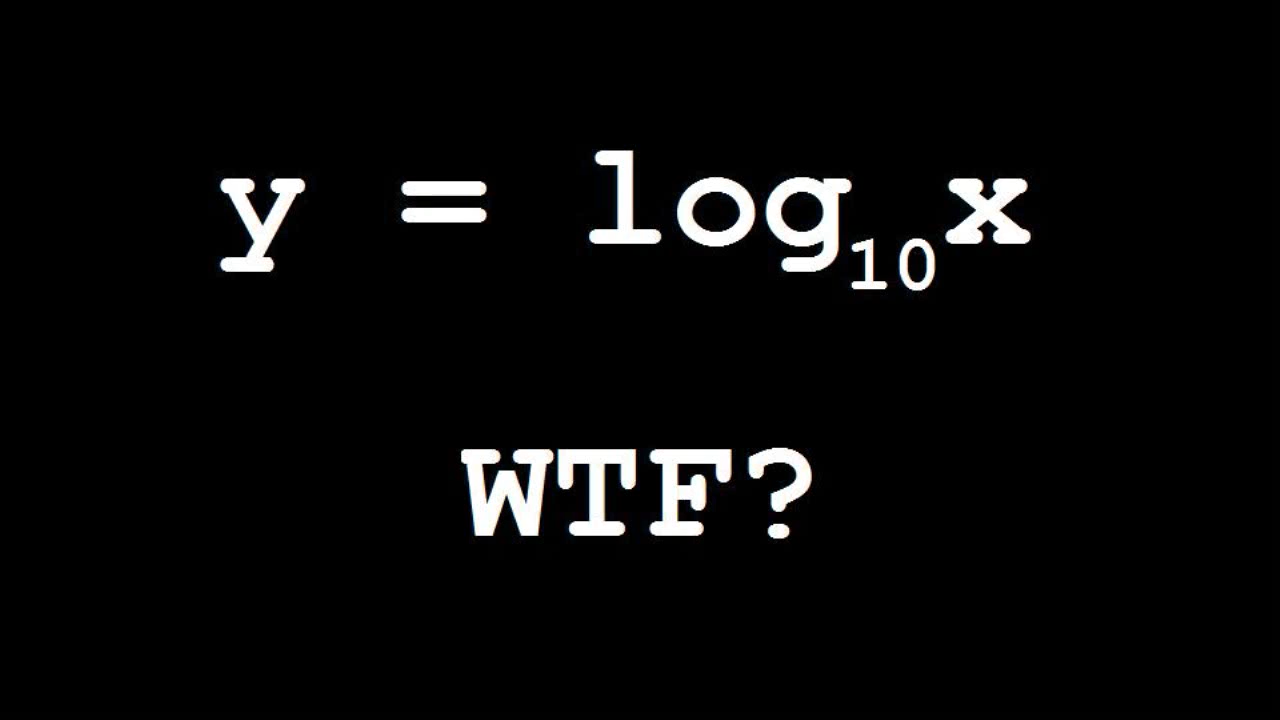 y = log₁₀x
WTF?